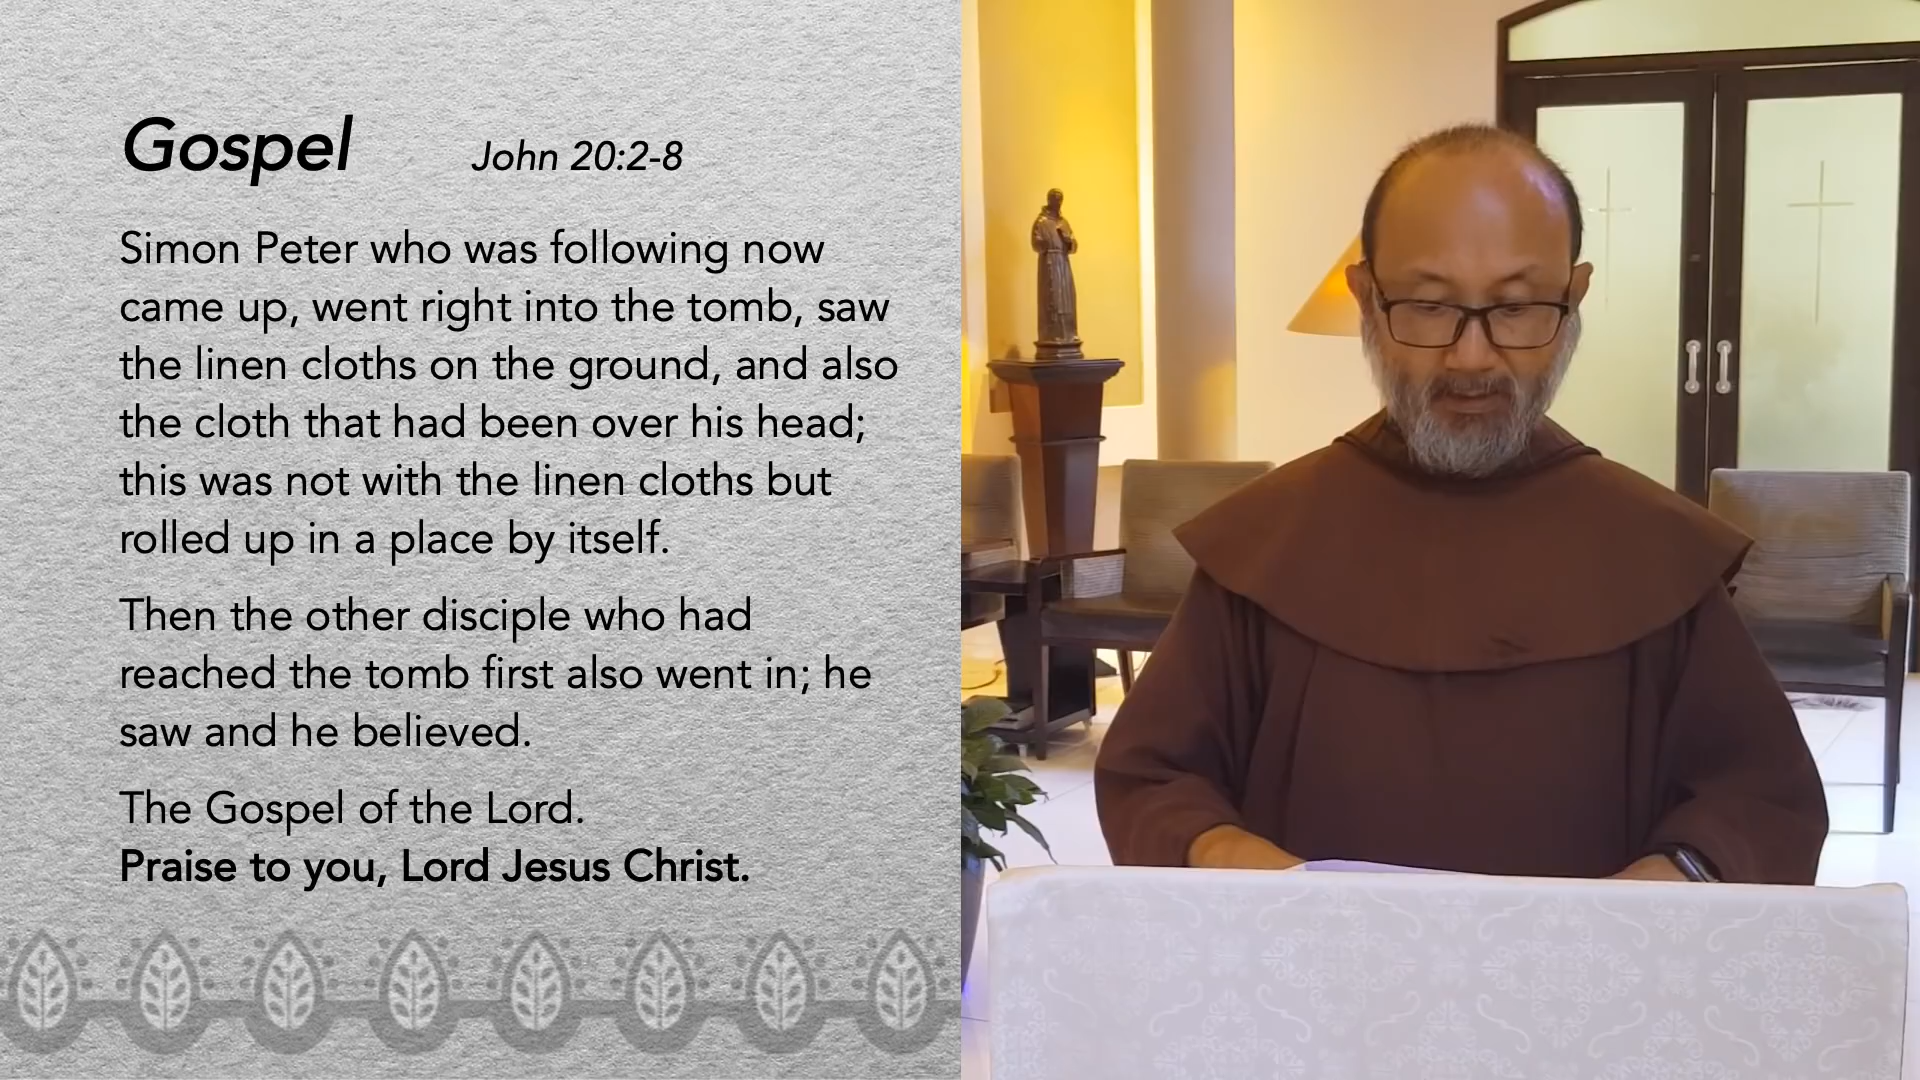 Gospel John 20:2-8
Simon Peter who was following now
came up, went right into the tomb, saw
the linen cloths on the ground, and also
the cloth that had been over his head;
this was not with the linen cloths but
rolled up in a place by itself.
Then the other disciple who had
reached the tomb first also went in; he
saw and he believed.
The Gospel of the Lord.
Praise to you, Lord Jesus Christ.